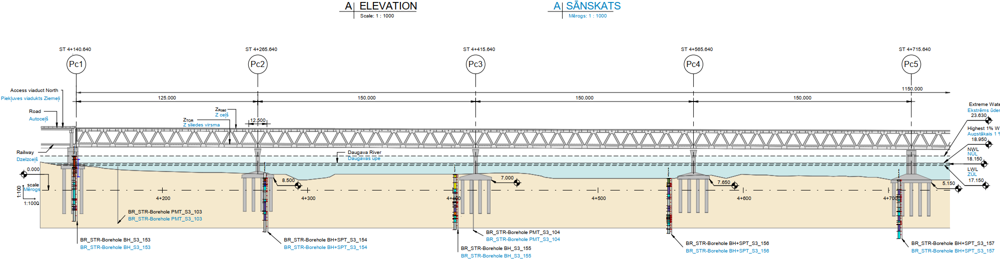 A ELEVATION
Scale: 1 : 1000
A SĀNSKATS
Mērogs: 1 : 1000
ST 4+140.640
ST 4+265.640
ST 4+415.640
ST 4+565.640
ST 4+715.640
Pc1
Pc2
Pc3
Pc4
Pc5
1150.000
125.000
150.000
150.000
150.000
Access viaduct North
Piekļuves viadukts Ziemeļi
Road
Autoceļš
ZRoad
Z ceļš
ZTOR
Z sliedes virsma
12.500
Railway
Dzelzceļš
Daugava River
Daugavas upe
Extreme Wate
Ekstrēms ūder
23.630
Highest 1% W
Augstākais 1 %
18.950
NWL
NŪL
18.150
LWL
ZŪL
17.150
0.000
scale
Mērogs
1:100
1:1000
8.500
7.000
7.650
5.150
4+200
4+300
4+400
4+500
4+600
4+700
BR_STR-Borehole PMT_S3_103
BR_STR-Borehole PMT_S3_103
BR_STR-Borehole BH_S3_153
BR_STR-Borehole BH_S3_153
BR_STR-Borehole BH+SPT_S3_154
BR_STR-Borehole BH+SPT_S3_154
BR_STR-Borehole PMT_S3_104
BR_STR-Borehole PMT_S3_104
BR_STR-Borehole BH_S3_155
BR_STR-Borehole BH_S3_155
BR_STR-Borehole BH+SPT_S3_156
BR_STR-Borehole BH+SPT_S3_156
BR_STR-Borehole BH+SPT_S3_157
BR_STR-Borehole BH+SPT_S3_157